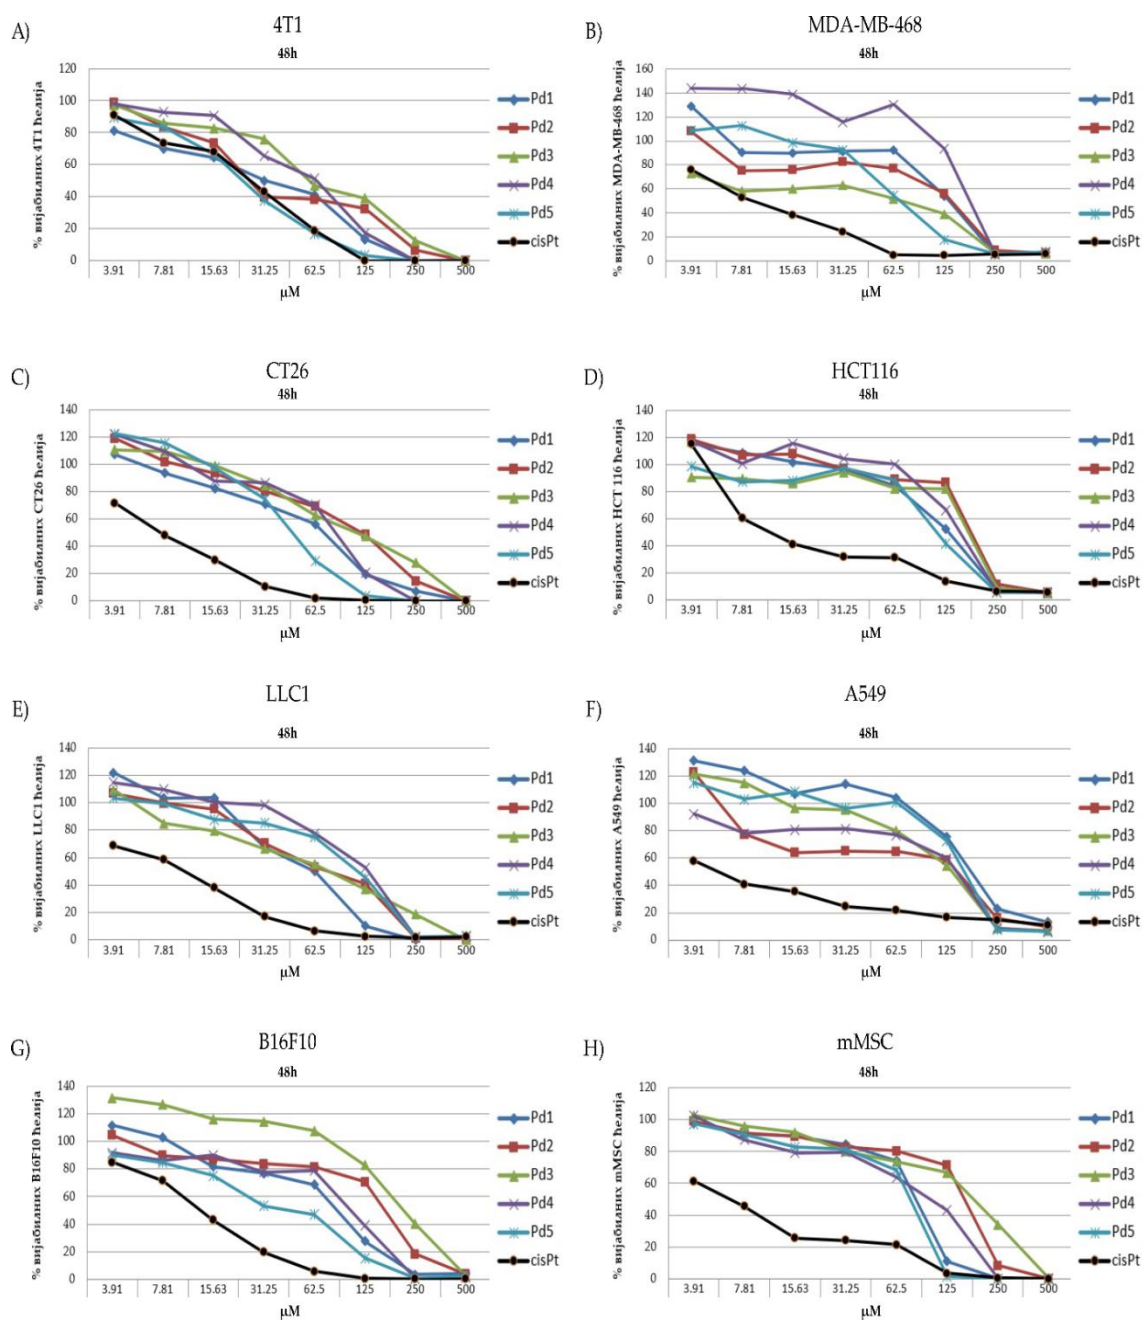 A)
4T1
48h
% вијабилних 4T1 ћелија
120
100
80
60
40
20
0
3.91 7.81 15.63 31.25 62.5 125 250 500
µM
Pd1
Pd2
Pd3
Pd4
Pd5
cisPt
B)
MDA-MB-468
48h
% вијабилних MDA-MB-468 ћелија
160
140
120
100
80
60
40
20
0
3.91 7.81 15.63 31.25 62.5 125 250 500
µM
Pd1
Pd2
Pd3
Pd4
Pd5
cisPt
C)
CT26
48h
% вијабилних CT26 ћелија
140
120
100
80
60
40
20
0
3.91 7.81 15.63 31.25 62.5 125 250 500
µM
Pd1
Pd2
Pd3
Pd4
Pd5
cisPt
D)
HCT116
48h
% вијабилних HCT 116 ћелија
140
120
100
80
60
40
20
0
3.91 7.81 15.63 31.25 62.5 125 250 500
µM
Pd1
Pd2
Pd3
Pd4
Pd5
cisPt
E)
LLC1
48h
% вијабилних LLC1 ћелија
140
120
100
80
60
40
20
0
3.91 7.81 15.63 31.25 62.5 125 250 500
µM
Pd1
Pd2
Pd3
Pd4
Pd5
cisPt
F)
A549
48h
% вијабилних A549 ћелија
140
120
100
80
60
40
20
0
3.91 7.81 15.63 31.25 62.5 125 250 500
µM
Pd1
Pd2
Pd3
Pd4
Pd5
cisPt
G)
B16F10
48h
% вијабилних B16F10 ћелија
140
120
100
80
60
40
20
0
3.91 7.81 15.63 31.25 62.5 125 250 500
µM
Pd1
Pd2
Pd3
Pd4
Pd5
cisPt
H)
mMSC
48h
% вијабилних mMSC ћелија
120
100
80
60
40
20
0
3.91 7.81 15.63 31.25 62.5 125 250 500
µM
Pd1
Pd2
Pd3
Pd4
Pd5
cisPt